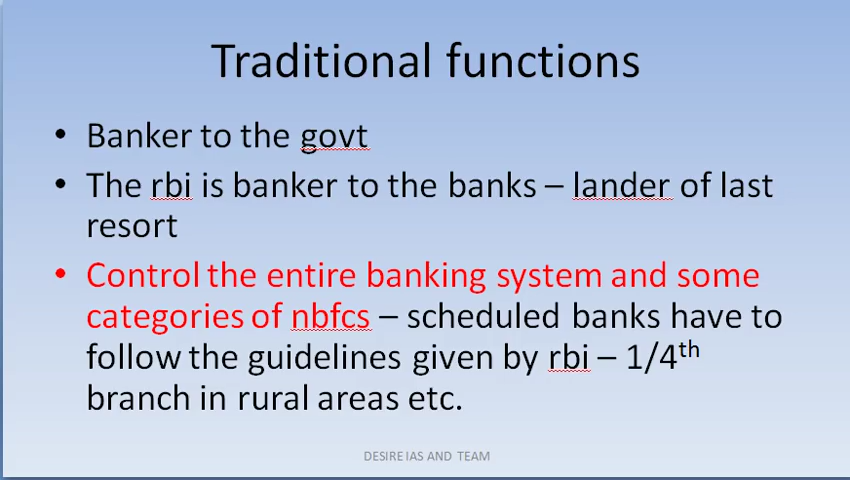 Traditional functions
• Banker to the govt
• The rbi is banker to the banks – lander of last
resort
• Control the entire banking system and some
categories of nbfcs – scheduled banks have to
follow the guidelines given by rbi – 1/4th
branch in rural areas etc.
DESIRE IAS AND TEAM